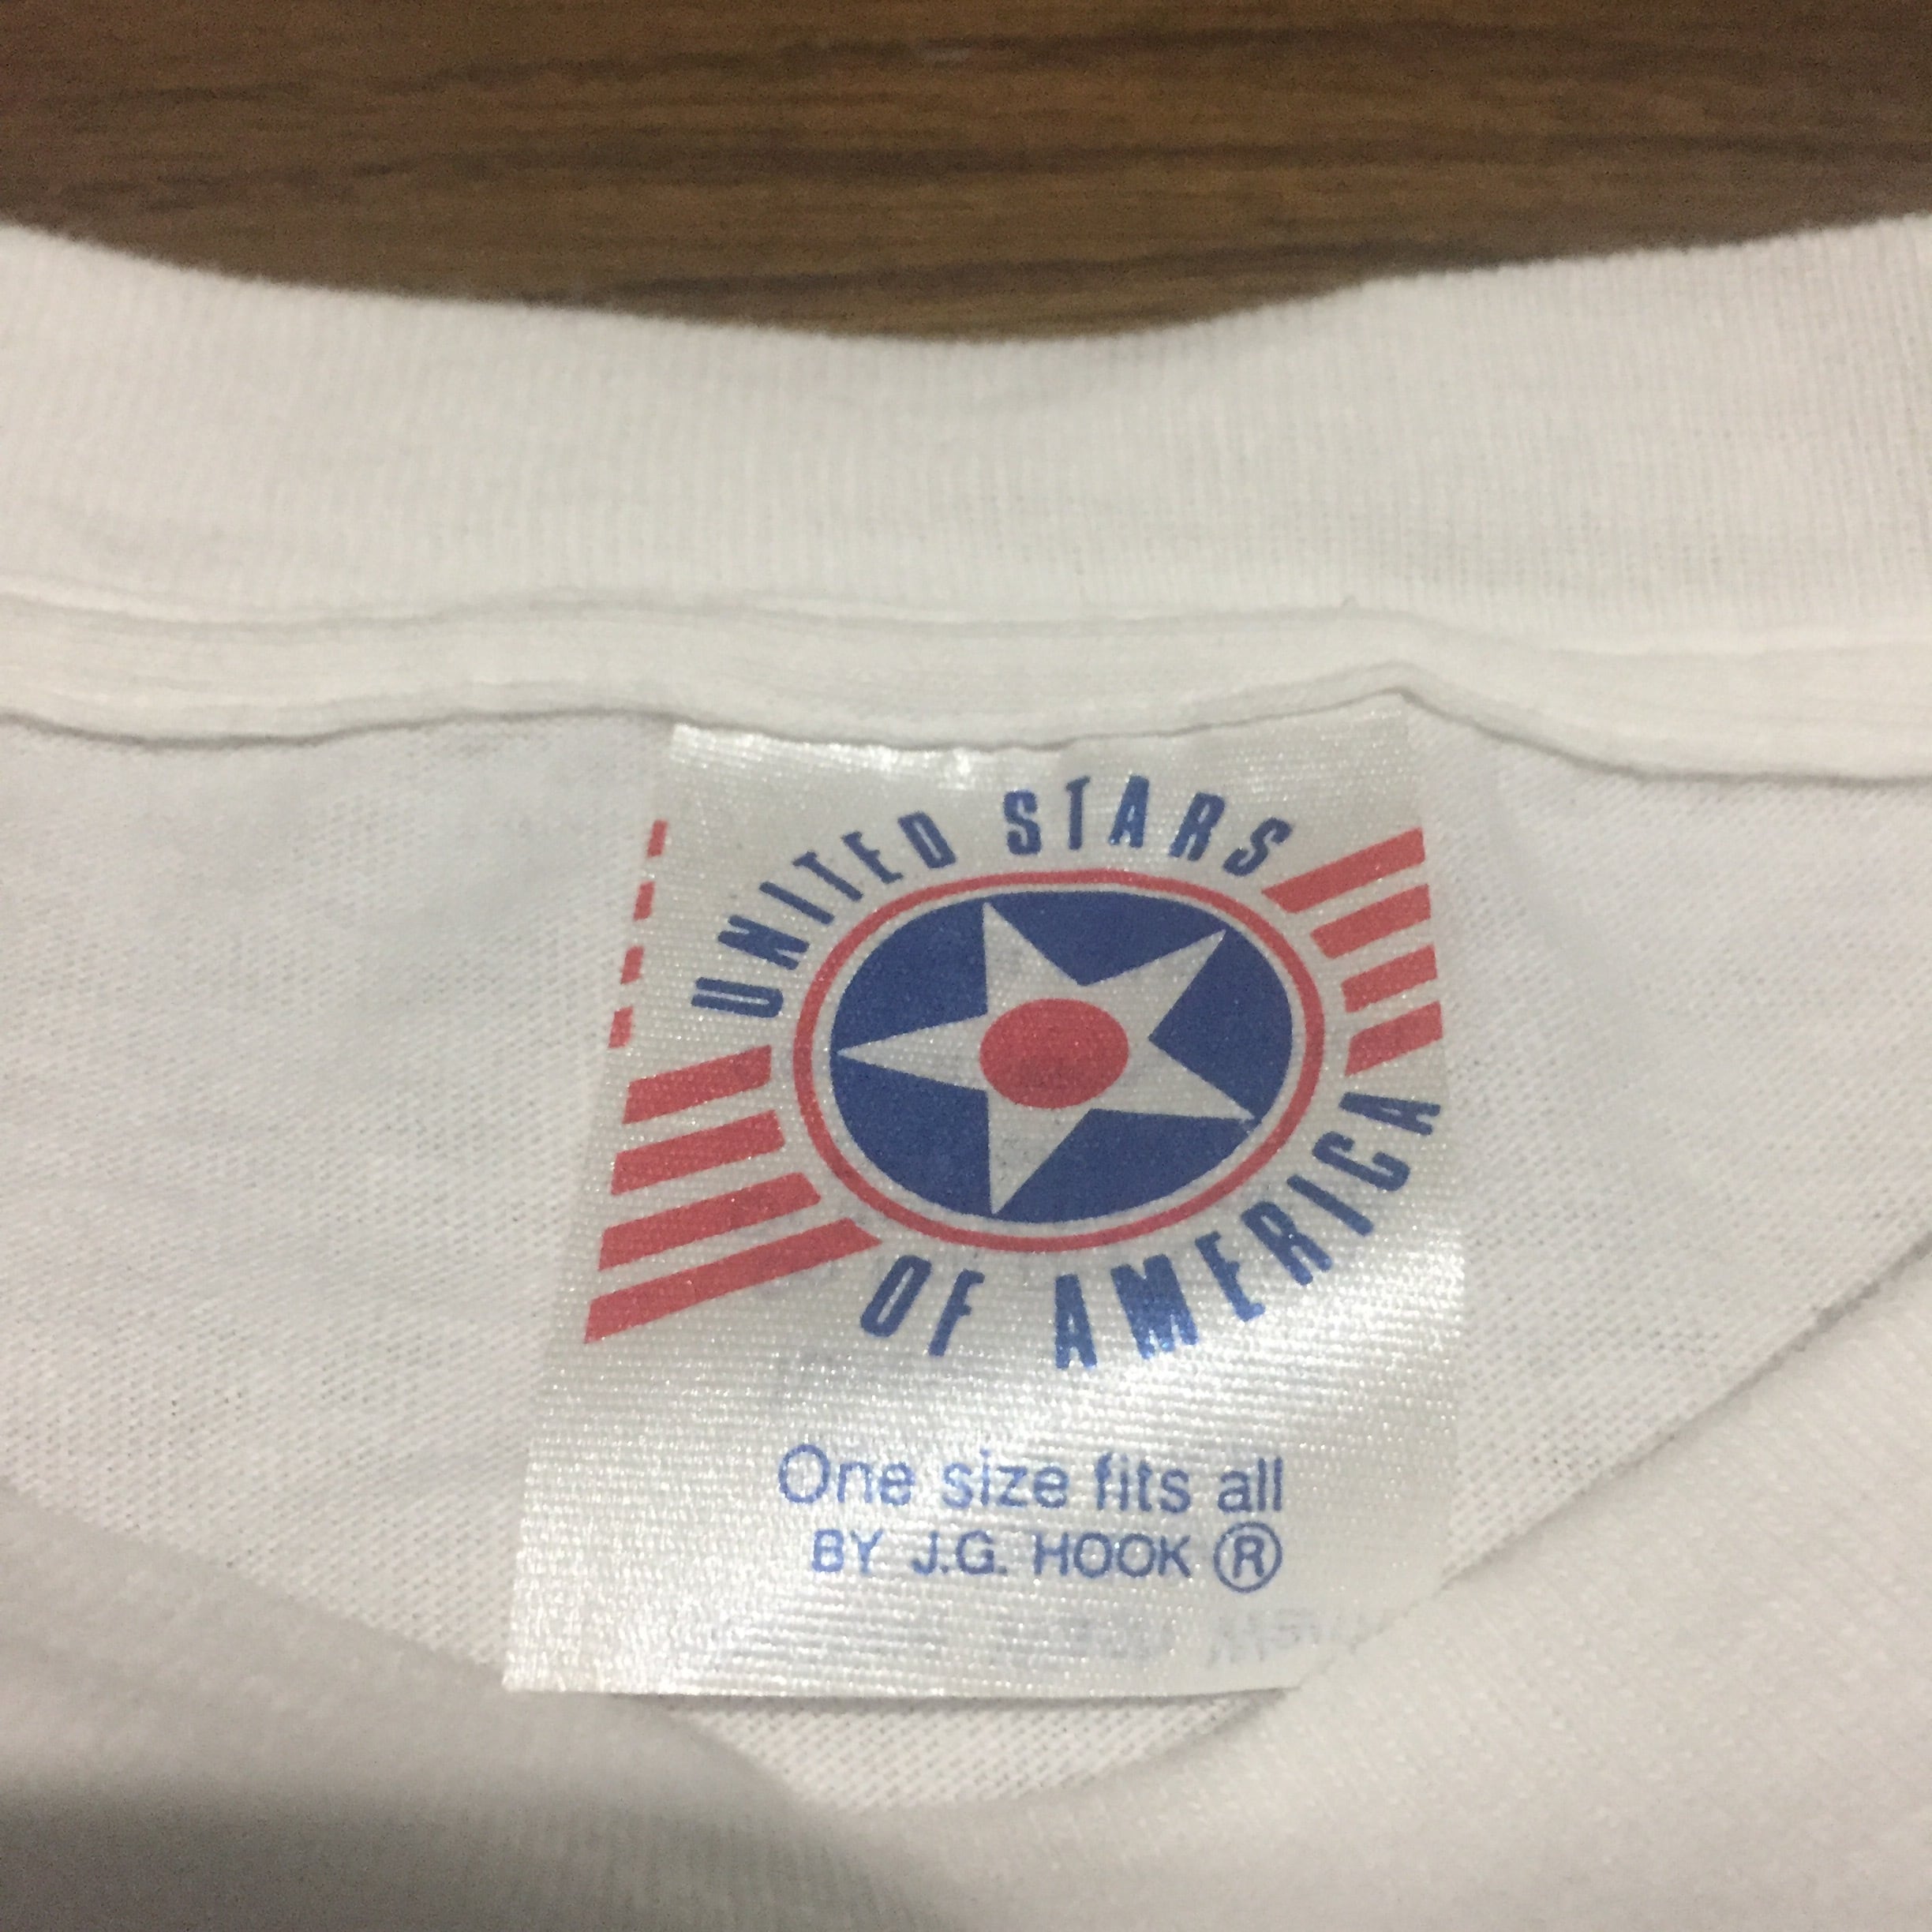 UNITED STARS
OF AMERICA
One size fits all
BY J.G. HOOK ®